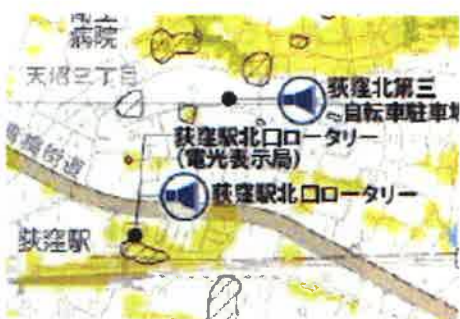 病院
天沼三丁目
荻窪北第三
自転車駐車場
荻窪駅北口ロータリー
(電光表示局)
青梅街道
荻窪駅北口ロータリー
荻窪駅